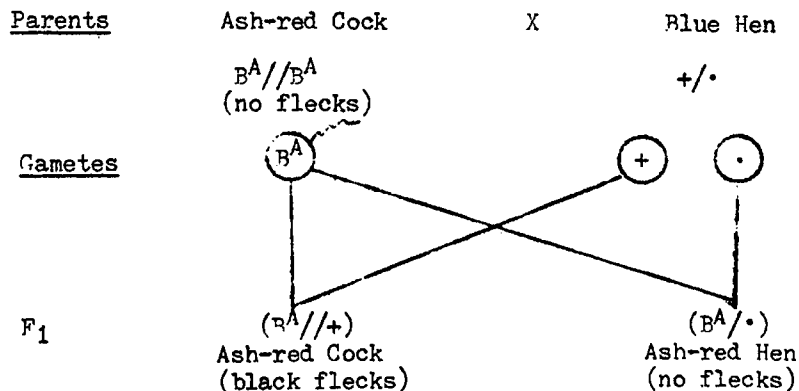 Parents Ash-red Cock X Blue Hen
B^A//B^A +/·
(no flecks)
Gametes B^A + ·
F1 (B^A//+) (B^A/·)
Ash-red Cock Ash-red Hen
(black flecks) (no flecks)